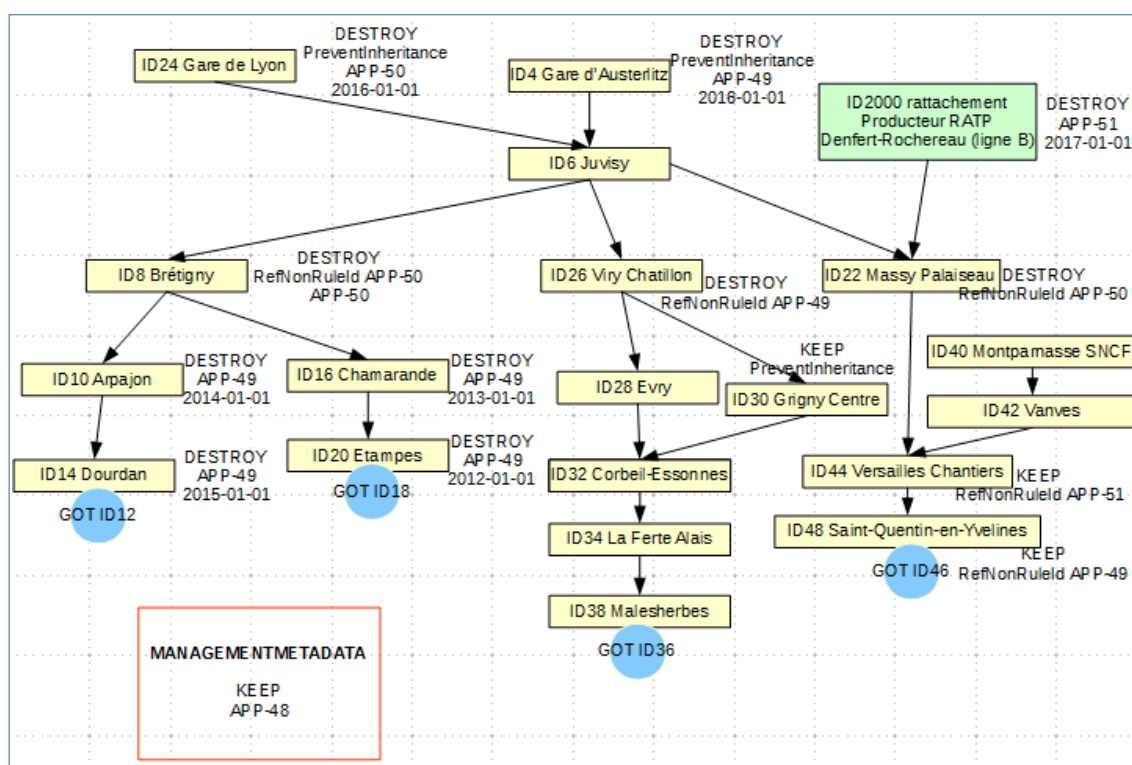 DESTROY
PreventInheritance
APP-50
2016-01-01
ID24 Gare de Lyon
DESTROY
PreventInheritance
APP-49
2016-01-01
ID4 Gare d'Austerlitz
ID2000 rattachement
Producteur RATP
Denfert-Rochereau (ligne B)
DESTROY
APP-51
2017-01-01
ID6 Juvisy
ID8 Brétigny
DESTROY
RefNonRuleId APP-50
APP-50
ID26 Viry Chatillon
DESTROY
RefNonRuleId APP-49
ID22 Massy Palaiseau
DESTROY
RefNonRuleId APP-50
ID10 Arpajon
DESTROY
APP-49
2014-01-01
ID16 Chamarande
DESTROY
APP-49
2013-01-01
ID28 Evry
KEEP
PreventInheritance
ID30 Grigny Centre
ID40 Montparnasse SNCF
ID42 Vanves
ID14 Dourdan
DESTROY
APP-49
2015-01-01
GOT ID12
ID20 Etampes
DESTROY
APP-49
2012-01-01
GOT ID18
ID32 Corbeil-Essonnes
ID44 Versailles Chantiers
KEEP
RefNonRuleId APP-51
ID34 La Ferte Alais
ID48 Saint-Quentin-en-Yvelines
KEEP
RefNonRuleId APP-49
GOT ID46
ID38 Malesherbes
GOT ID36
MANAGEMENTMETADATA
KEEP
APP-48